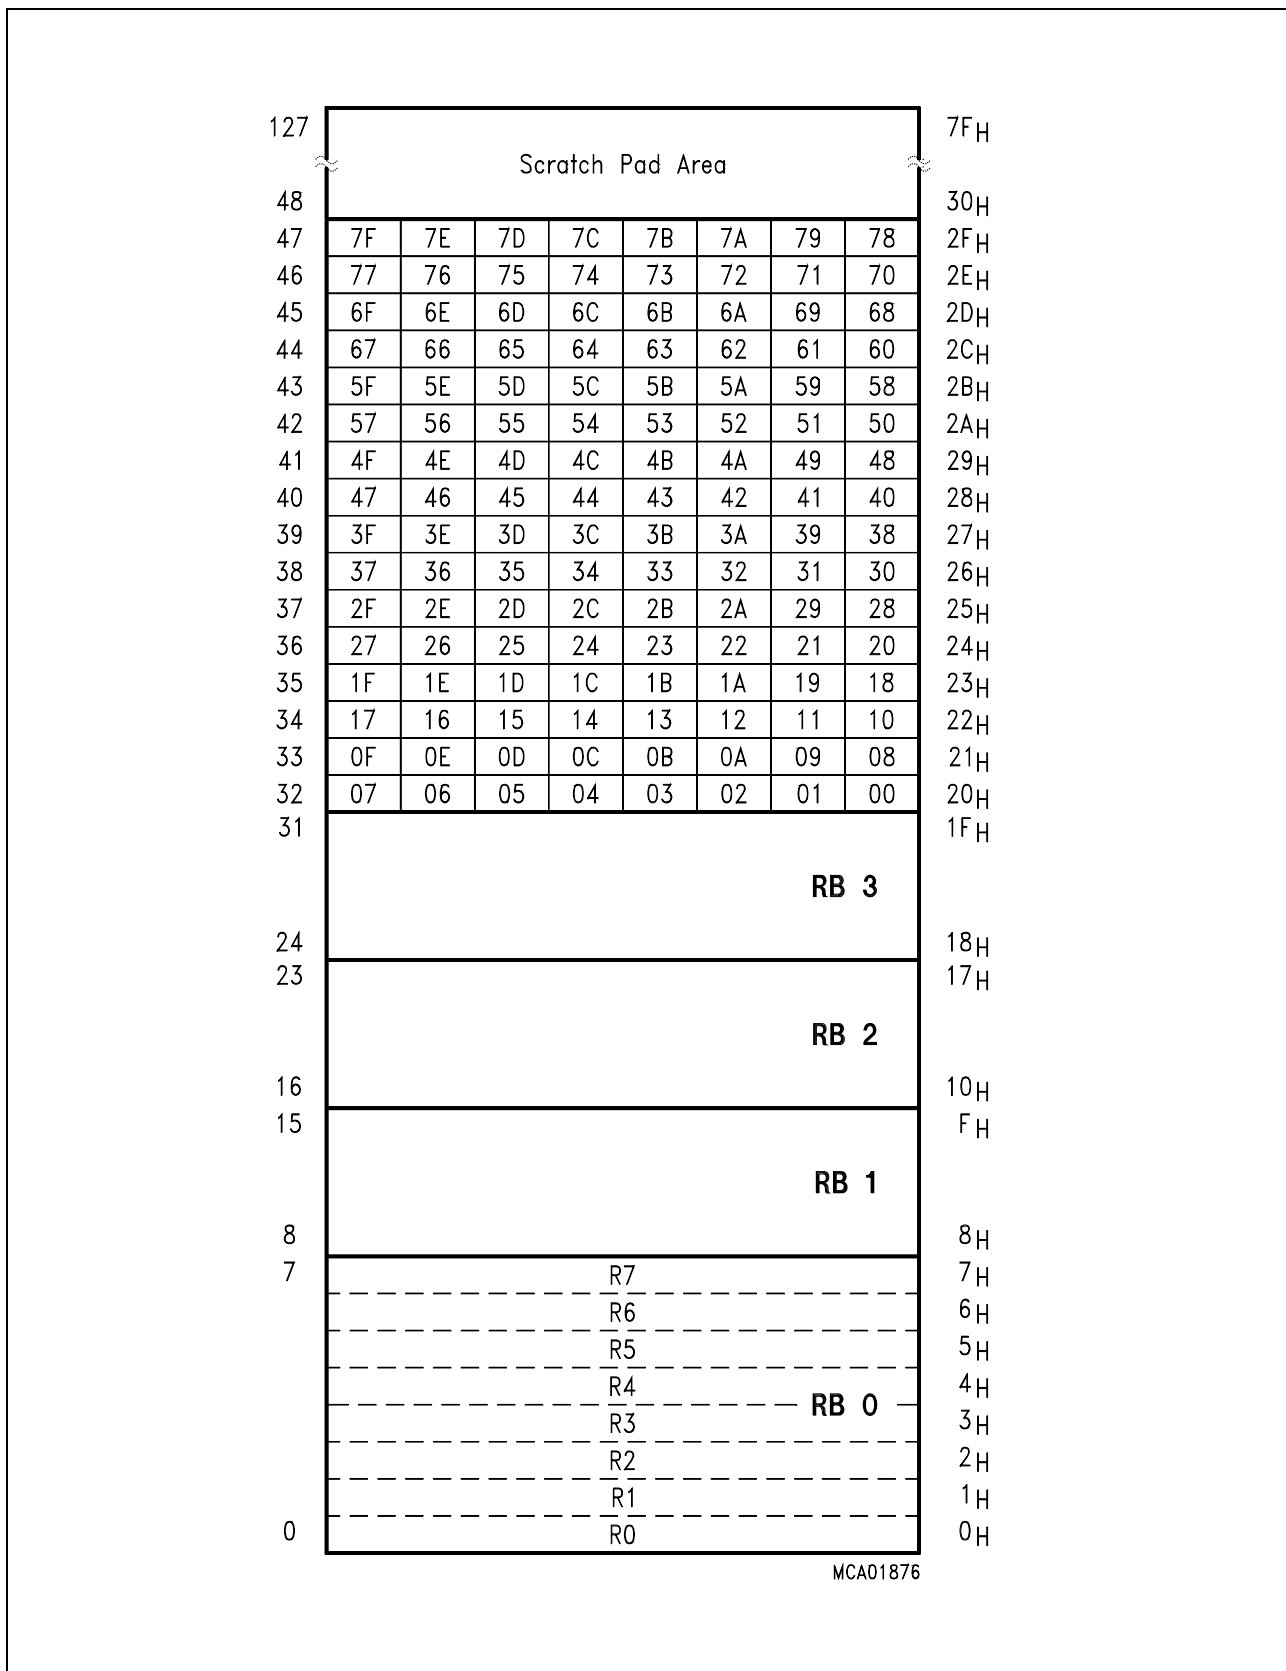 127 7FH
Scratch Pad Area
48 30H
47 7F 7E 7D 7C 7B 7A 79 78 2FH
46 77 76 75 74 73 72 71 70 2EH
45 6F 6E 6D 6C 6B 6A 69 68 2DH
44 67 66 65 64 63 62 61 60 2CH
43 5F 5E 5D 5C 5B 5A 59 58 2BH
42 57 56 55 54 53 52 51 50 2AH
41 4F 4E 4D 4C 4B 4A 49 48 29H
40 47 46 45 44 43 42 41 40 28H
39 3F 3E 3D 3C 3B 3A 39 38 27H
38 37 36 35 34 33 32 31 30 26H
37 2F 2E 2D 2C 2B 2A 29 28 25H
36 27 26 25 24 23 22 21 20 24H
35 1F 1E 1D 1C 1B 1A 19 18 23H
34 17 16 15 14 13 12 11 10 22H
33 0F 0E 0D 0C 0B 0A 09 08 21H
32 07 06 05 04 03 02 01 00 20H
31 1FH
RB 3
24 18H
23 17H
RB 2
16 10H
15 FH
RB 1
8 8H
7 R7 7H
R6 6H
R5 5H
R4 4H
RB 0
R3 3H
R2 2H
R1 1H
0 R0 0H
MCA01876